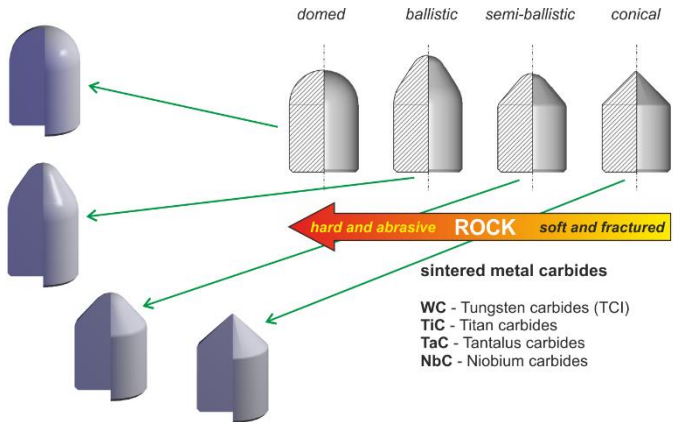 domed ballistic semi-ballistic conical
hard and abrasive ROCK soft and fractured
sintered metal carbides
WC - Tungsten carbides (TCI)
TiC - Titan carbides
TaC - Tantalus carbides
NbC - Niobium carbides